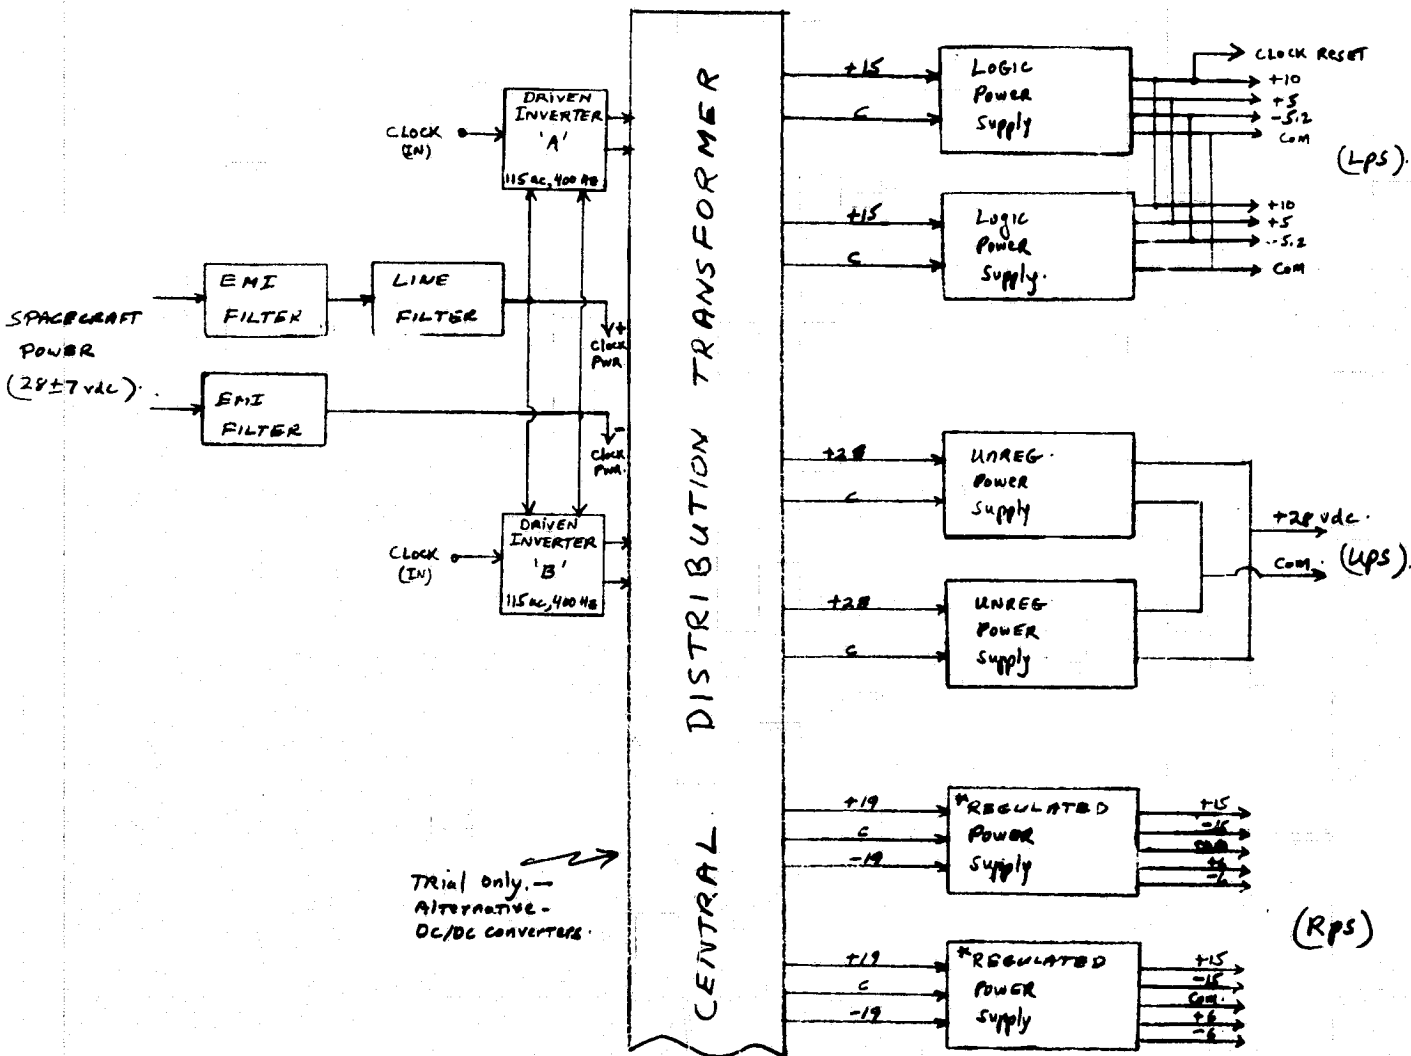 SPACECRAFT
POWER
(28±7 vdc).
EMI
FILTER
LINE
FILTER
EMI
FILTER
+
Clock
PWR
-
Clock
PWR.
CLOCK
(IN)
DRIVEN
INVERTER
'A'
115 ac, 400 Hz
CLOCK
(IN)
DRIVEN
INVERTER
'B'
115 ac, 400 Hz
TRial only.—
Alternative-
DC/DC converters.
CENTRAL DISTRIBUTION TRANSFORMER
+15
C
LOGIC
Power
Supply
CLOCK RESET
+10
+5
-5.2
Com
(Lps).
+15
C
Logic
Power
Supply.
+10
+5
-5.2
Com
+28
C
UNREG.
Power
Supply
+28 vdc.
Com.
(Ups).
+28
C
UNREG
POWER
Supply
+19
C
-19
*REGULATED
POWER
Supply
+15
-15
+6
-6
(Rps)
+19
C
-19
*REGULATED
POWER
Supply
+15
-15
Com.
+6
-6